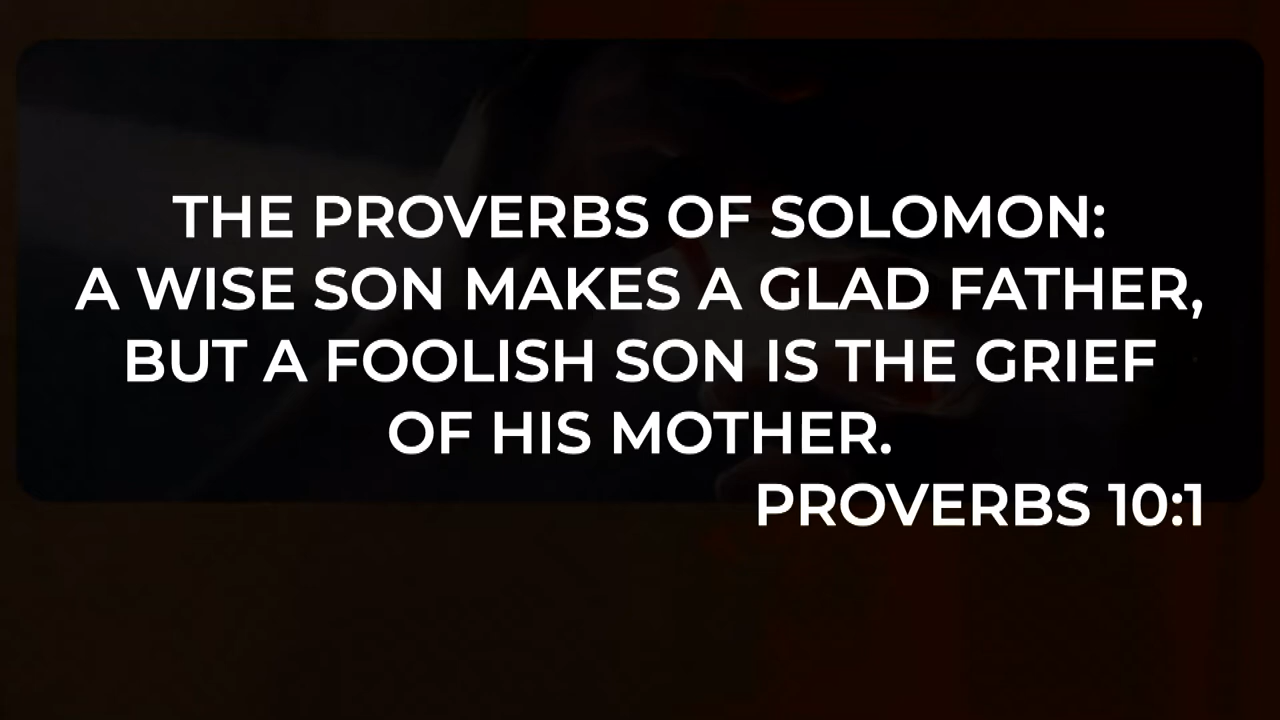 THE PROVERBS OF SOLOMON:
A WISE SON MAKES A GLAD FATHER,
BUT A FOOLISH SON IS THE GRIEF
OF HIS MOTHER.
PROVERBS 10:1